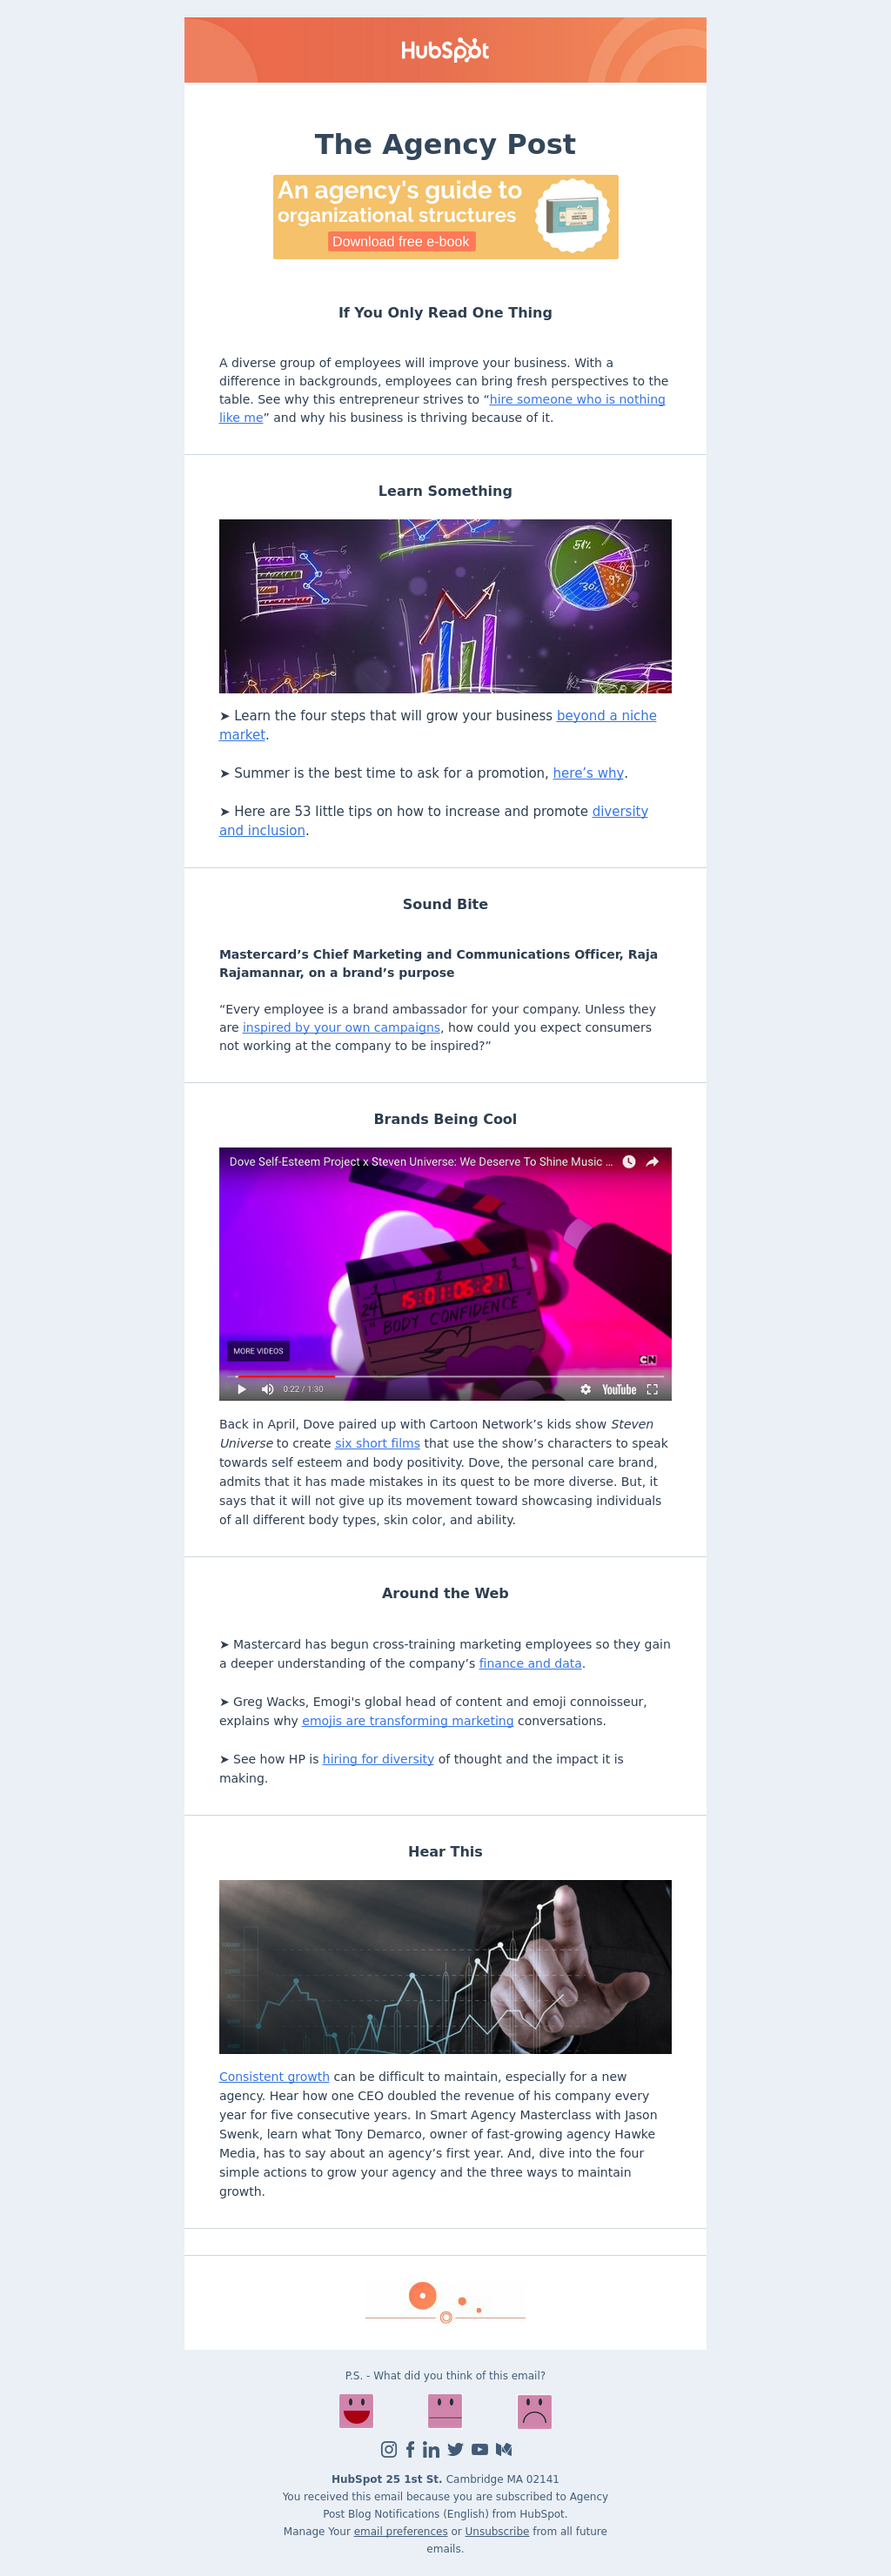 HubSpot
The Agency Post
An agency's guide to
organizational structures
Download free e-book
If You Only Read One Thing
A diverse group of employees will improve your business. With a
difference in backgrounds, employees can bring fresh perspectives to the
table. See why this entrepreneur strives to “hire someone who is nothing
like me” and why his business is thriving because of it.
Learn Something
51%
30%
9%
➤ Learn the four steps that will grow your business beyond a niche
market.
➤ Summer is the best time to ask for a promotion, here’s why.
➤ Here are 53 little tips on how to increase and promote diversity
and inclusion.
Sound Bite
Mastercard’s Chief Marketing and Communications Officer, Raja
Rajamannar, on a brand’s purpose
“Every employee is a brand ambassador for your company. Unless they
are inspired by your own campaigns, how could you expect consumers
not working at the company to be inspired?”
Brands Being Cool
Dove Self-Esteem Project x Steven Universe: We Deserve To Shine Music ...
15:01:06:21
24
"BODY CONFIDENCE"
MORE VIDEOS
CN
0:22 / 1:30
YouTube
Back in April, Dove paired up with Cartoon Network’s kids show Steven
Universe to create six short films that use the show’s characters to speak
towards self esteem and body positivity. Dove, the personal care brand,
admits that it has made mistakes in its quest to be more diverse. But, it
says that it will not give up its movement toward showcasing individuals
of all different body types, skin color, and ability.
Around the Web
➤ Mastercard has begun cross-training marketing employees so they gain
a deeper understanding of the company’s finance and data.
➤ Greg Wacks, Emogi's global head of content and emoji connoisseur,
explains why emojis are transforming marketing conversations.
➤ See how HP is hiring for diversity of thought and the impact it is
making.
Hear This
Consistent growth can be difficult to maintain, especially for a new
agency. Hear how one CEO doubled the revenue of his company every
year for five consecutive years. In Smart Agency Masterclass with Jason
Swenk, learn what Tony Demarco, owner of fast-growing agency Hawke
Media, has to say about an agency’s first year. And, dive into the four
simple actions to grow your agency and the three ways to maintain
growth.
P.S. - What did you think of this email?
HubSpot 25 1st St. Cambridge MA 02141
You received this email because you are subscribed to Agency
Post Blog Notifications (English) from HubSpot.
Manage Your email preferences or Unsubscribe from all future
emails.